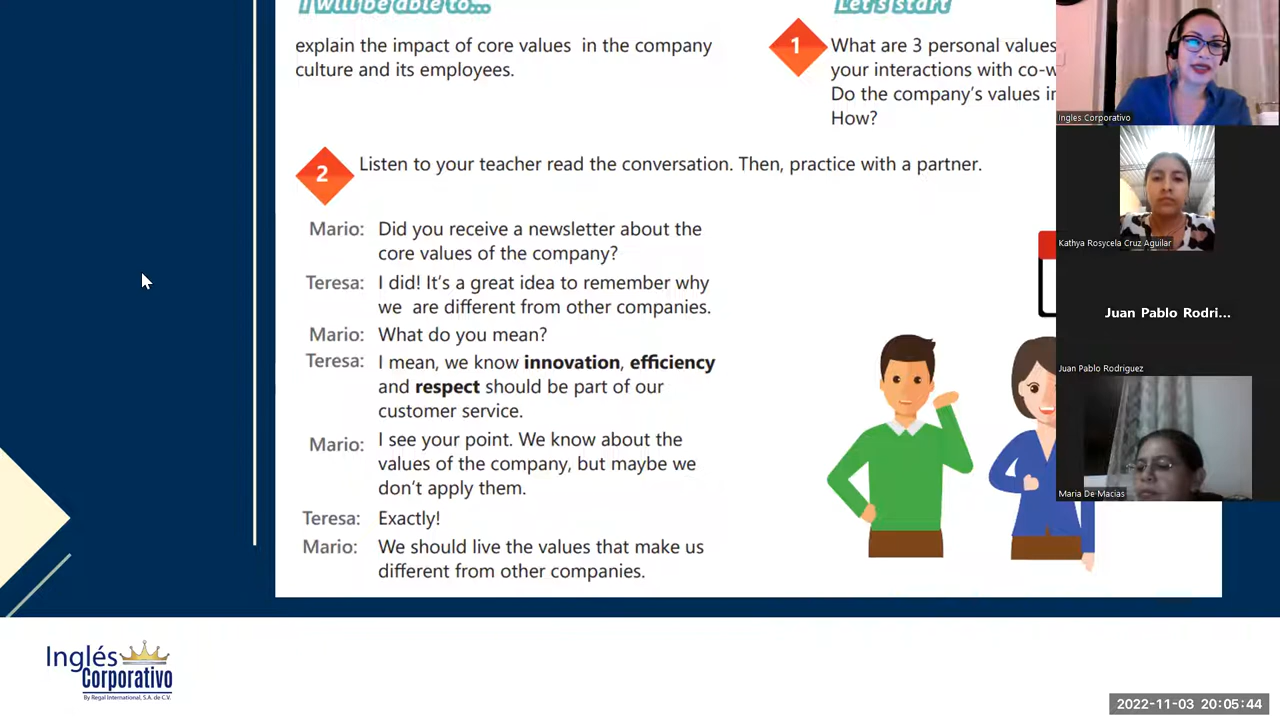 I will be able to...
explain the impact of core values in the company
culture and its employees.
Let's start
1
What are 3 personal values
your interactions with co-w
Do the company's values in
How?
2
Listen to your teacher read the conversation. Then, practice with a partner.
Mario: Did you receive a newsletter about the
core values of the company?
Teresa: I did! It's a great idea to remember why
we are different from other companies.
Mario: What do you mean?
Teresa: I mean, we know innovation, efficiency
and respect should be part of our
customer service.
Mario: I see your point. We know about the
values of the company, but maybe we
don't apply them.
Teresa: Exactly!
Mario: We should live the values that make us
different from other companies.
Ingles Corporativo
Kathya Rosycela Cruz Aguilar
Juan Pablo Rodri...
Juan Pablo Rodriguez
Maria De Macias
Inglés
Corporativo
By Regal International, S.A. de C.V.
2022-11-03 20:05:44